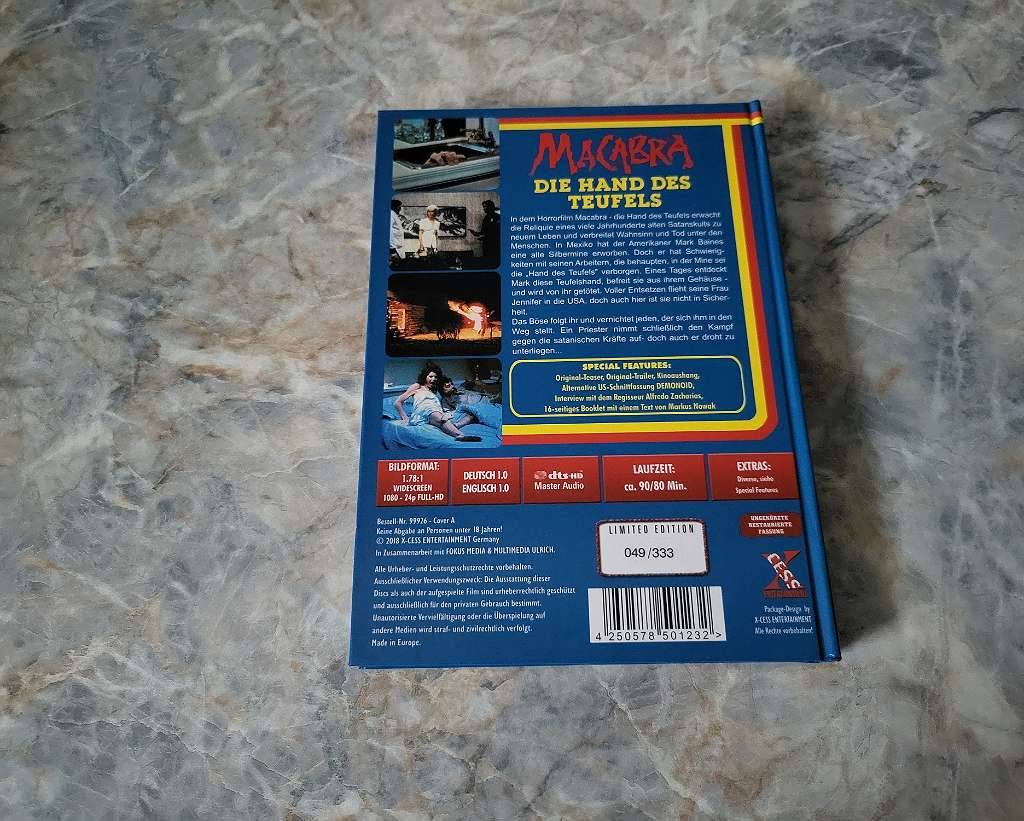 MACABRA
DIE HAND DES
TEUFELS
In dem Horrorfilm Macabra - die Hand des Teufels erwacht
die Reliquie eines viele Jahrhunderte alten Satanskults zu
neuem Leben und verbreitet Wahnsinn und Tod unter den
Menschen. In Mexiko hat der Amerikaner Mark Baines
eine alte Silbermine erworben. Doch er hat Schwierig-
keiten mit seinen Arbeitern, die behaupten, in der Mine sei
die „Hand des Teufels" verborgen. Eines Tages entdeckt
Mark diese Teufelshand, befreit sie aus ihrem Gehäuse -
und wird von ihr getötet. Voller Entsetzen flieht seine Frau
Jennifer in die USA, doch auch hier ist sie nicht in Sicher-
heit.
Das Böse folgt ihr und vernichtet jeden, der sich ihm in den
Weg stellt. Ein Priester nimmt schließlich den Kampf
gegen die satanischen Kräfte auf- doch auch er droht zu
unterliegen...
SPECIAL FEATURES:
Original-Teaser, Original-Trailer, Kinoaushang,
Alternative US-Schnittfassung DEMONOID,
Interview mit dem Regisseur Alfredo Zacharias,
16-seitiges Booklet mit einem Text von Markus Nowak
BILDFORMAT:
1.78:1
WIDESCREEN
1080 - 24p FULL-HD
DEUTSCH 1.0
ENGLISCH 1.0
dts-HD
Master Audio
LAUFZEIT:
ca. 90/80 Min.
EXTRAS:
Diverse, siehe
Special Features
Bestell-Nr. 99926 - Cover A
Keine Abgabe an Personen unter 18 Jahren!
© 2018 X-CESS ENTERTAINMENT Germany
In Zusammenarbeit mit FOKUS MEDIA & MULTIMEDIA ULRICH.
Alle Urheber- und Leistungsschutzrechte vorbehalten.
Ausschließlicher Verwendungszweck: Die Ausstattung dieser
Discs als auch der aufgespielte Film sind urheberrechtlich geschützt
und ausschließlich für den privaten Gebrauch bestimmt.
Unautorisierte Vervielfältigung oder die Überspielung auf
andere Medien wird straf- und zivilrechtlich verfolgt.
Made in Europe.
LIMITED EDITION
049/333
4 250578 501232 >
UNGEKÜRZTE
RESTAURIERTE
FASSUNG
X
CESS
ENTERTAINMENT
Package-Design by
X-CESS ENTERTAINMENT
Alle Rechte vorbehalten!